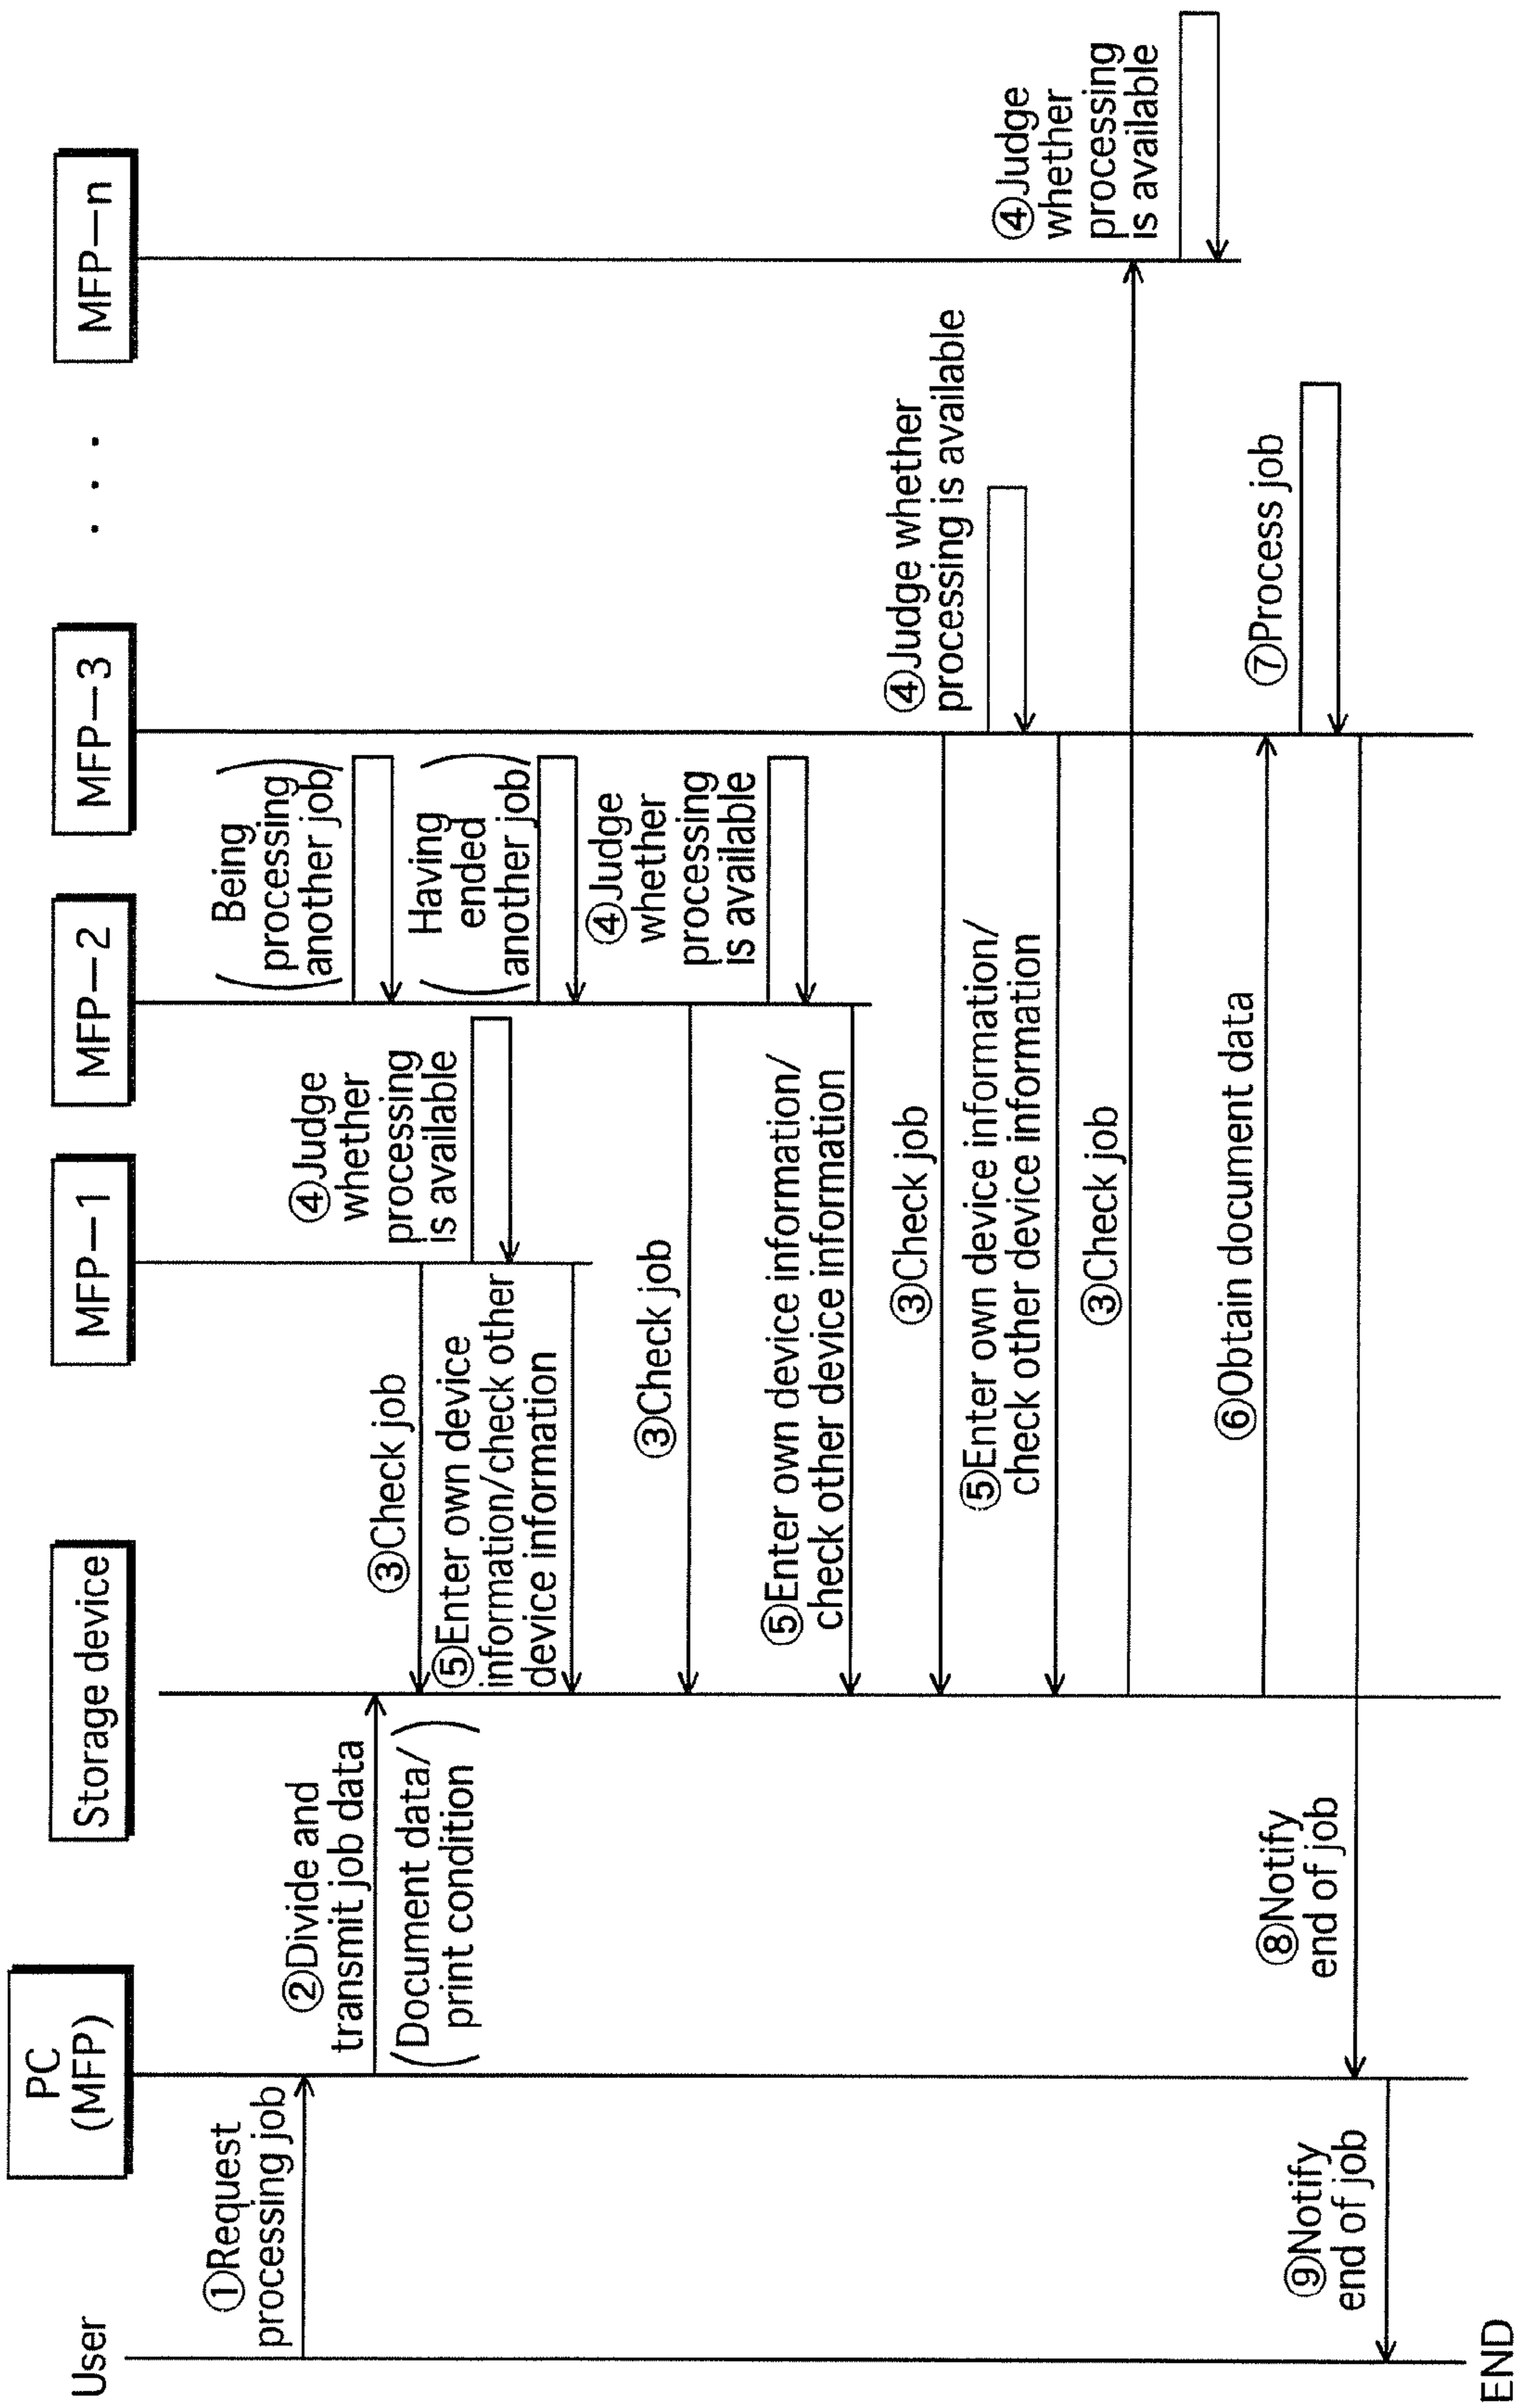 User
PC
(MFP)
Storage device
MFP—1
MFP—2
MFP—3
· · ·
MFP—n
①Request
processing job
②Divide and
transmit job data
(Document data/
print condition)
③Check job
④Judge
whether
processing
is available
⑤Enter own device
information/check other
device information
(Being
processing
another job)
(Having
ended
another job)
③Check job
④Judge
whether
processing
is available
⑤Enter own device information/
check other device information
③Check job
④Judge whether
processing is available
⑤Enter own device information/
check other device information
③Check job
④Judge
whether
processing
is available
⑥Obtain document data
⑦Process job
⑧Notify
end of job
⑨Notify
end of job
END